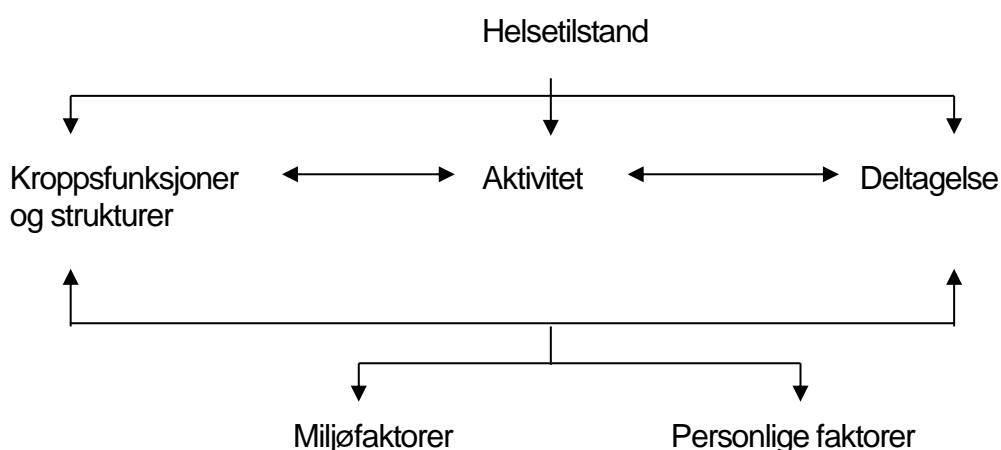 Helsetilstand
Kroppsfunksjoner
og strukturer
Aktivitet
Deltagelse
Miljøfaktorer
Personlige faktorer